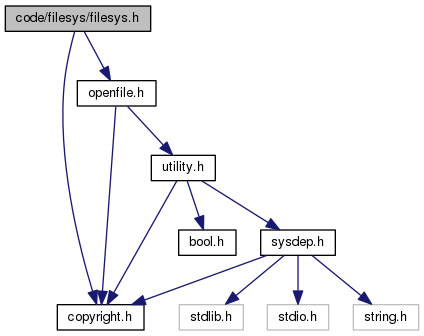 code/filesys/filesys.h
openfile.h
utility.h
bool.h
sysdep.h
copyright.h
stdlib.h
stdio.h
string.h